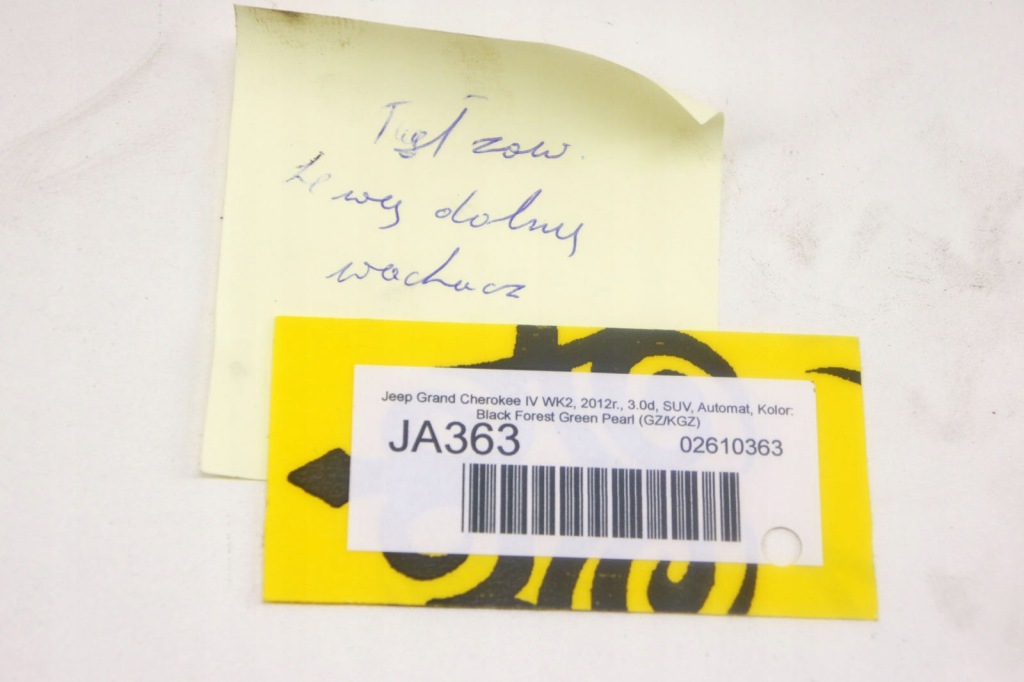 Tył zaw.
Lewy dolny
wachacz
Jeep Grand Cherokee IV WK2, 2012r., 3.0d, SUV, Automat, Kolor:
Black Forest Green Pearl (GZ/KGZ)
JA363 02610363